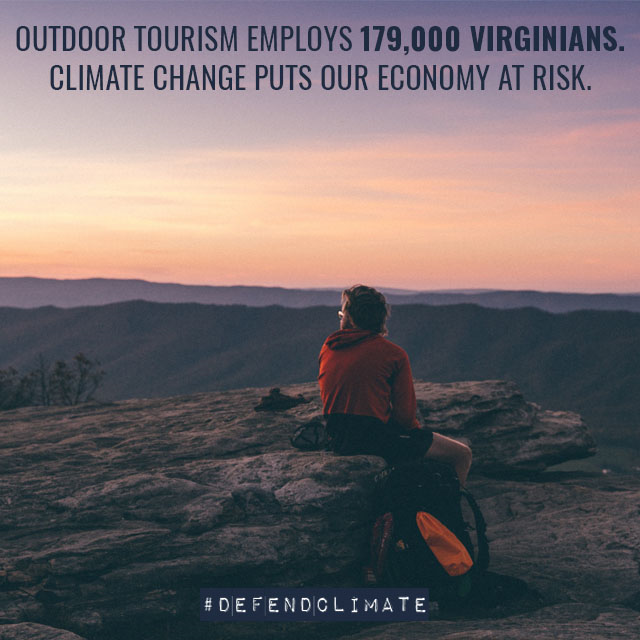 OUTDOOR TOURISM EMPLOYS 179,000 VIRGINIANS.
CLIMATE CHANGE PUTS OUR ECONOMY AT RISK.
#DEFENDCLIMATE